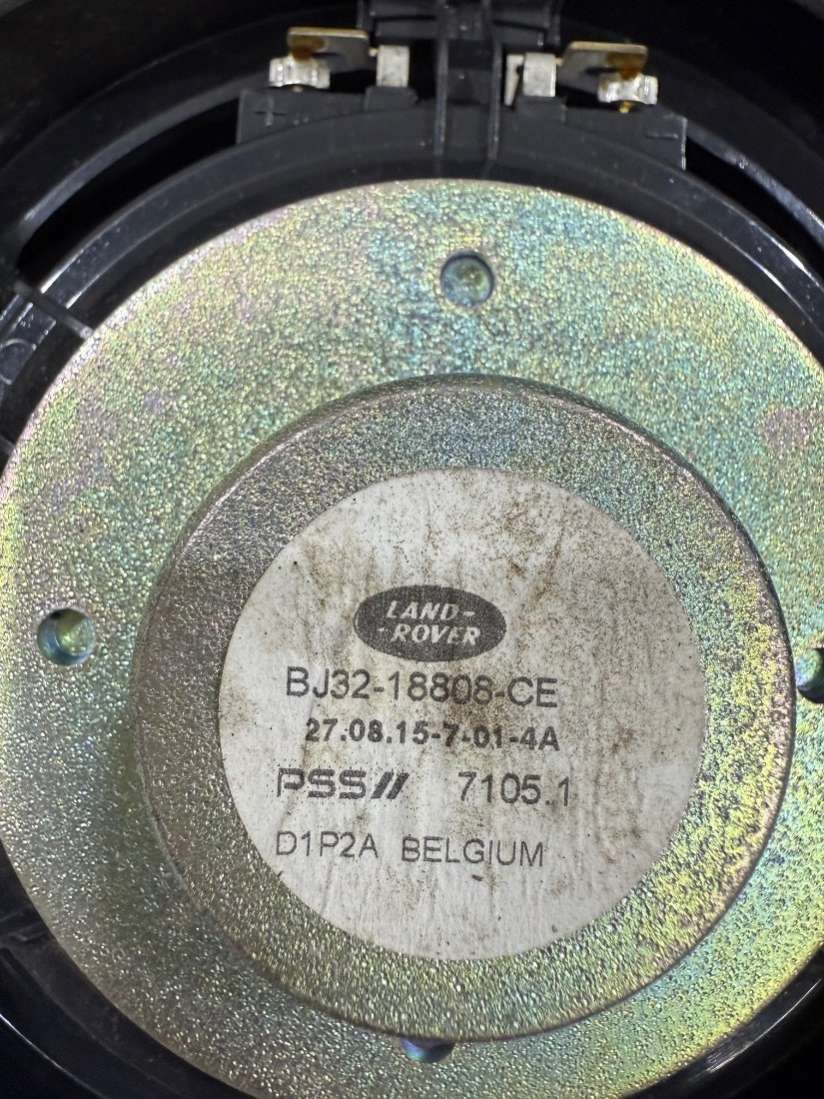 +
-
LAND-
-ROVER
BJ32-18808-CE
27.08.15-7-01-4A
PSS// 7105.1
D1P2A BELGIUM